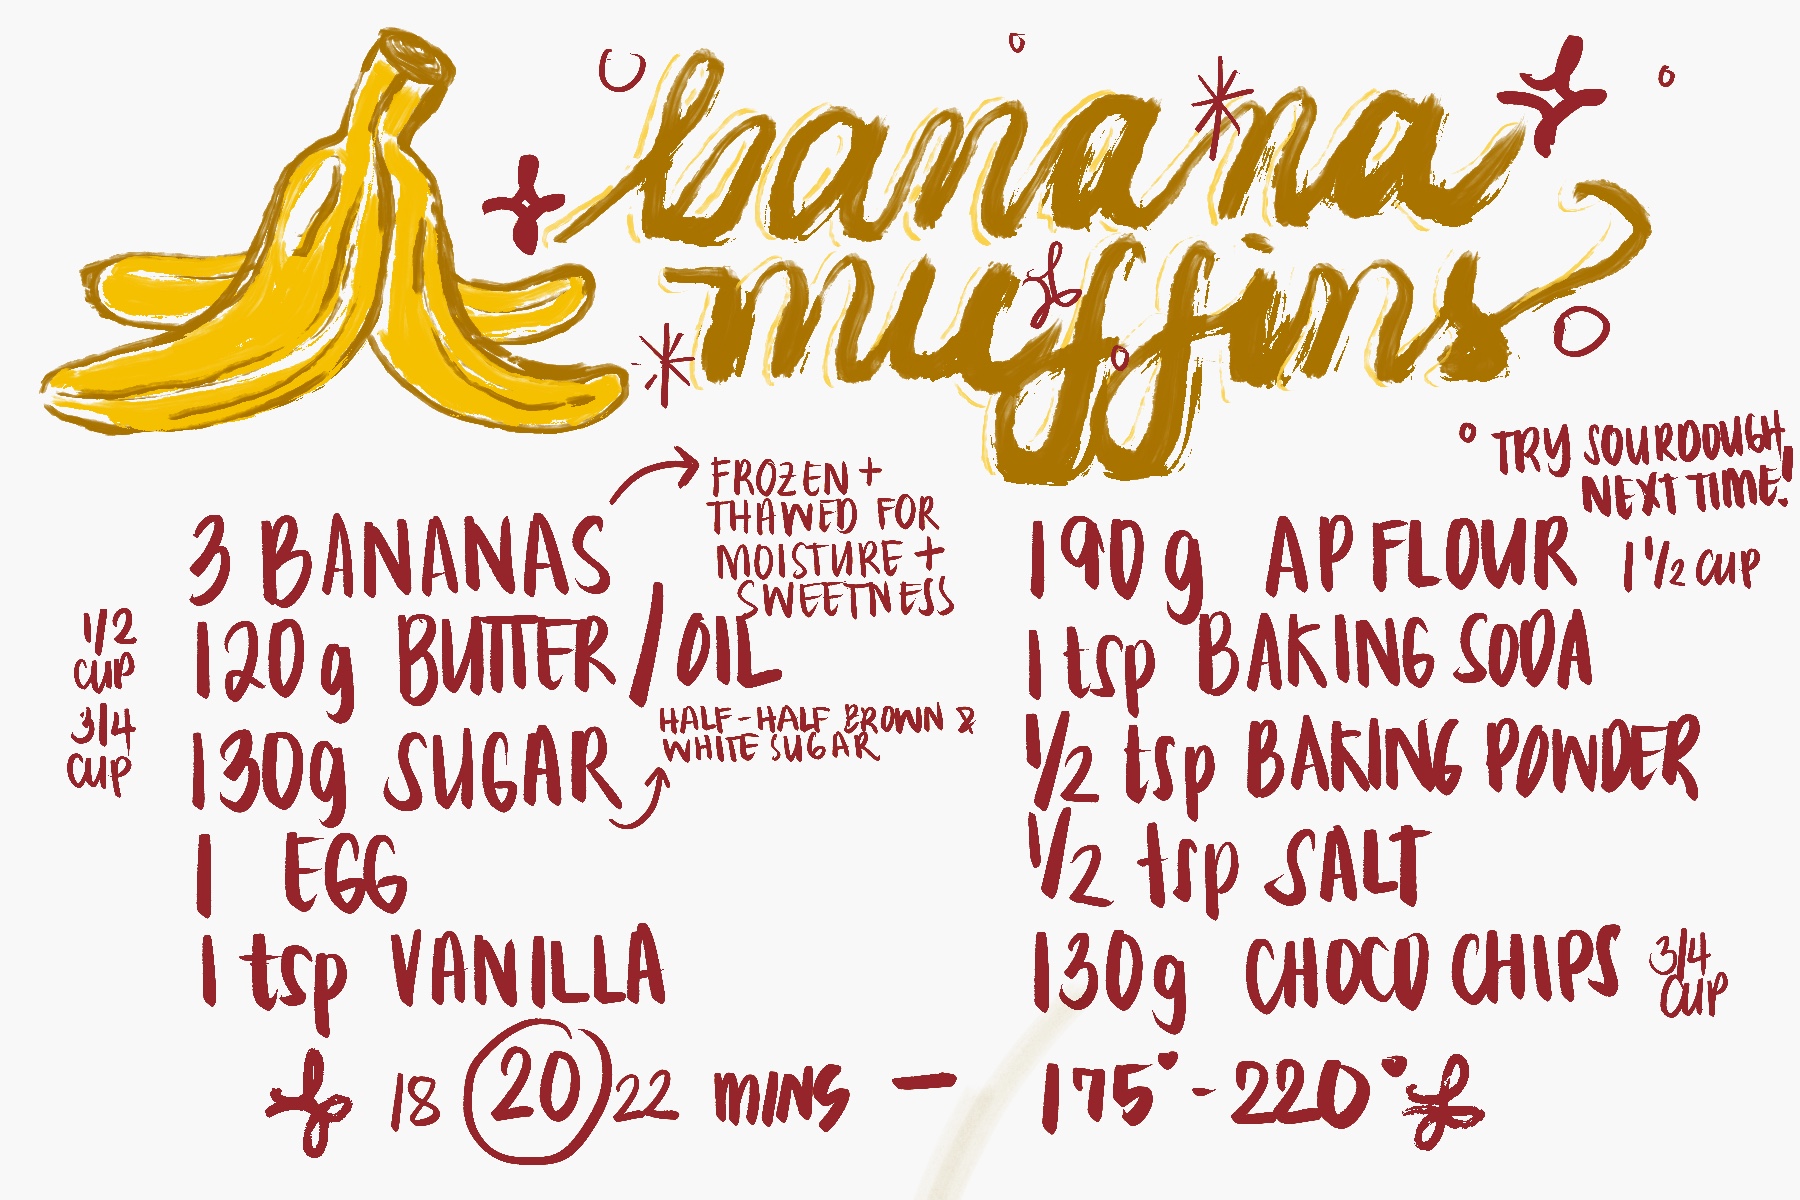 banana
muffins
° TRY SOURDOUGH
NEXT TIME!
FROZEN +
THAWED FOR
MOISTURE +
SWEETNESS
3 BANANAS
1/2
CUP
120g BUTTER / OIL
3/4
CUP
130g SUGAR
HALF-HALF BROWN &
WHITE SUGAR
1 EGG
1 tsp VANILLA
190g AP FLOUR 1 1/2 CUP
1 tsp BAKING SODA
1/2 tsp BAKING POWDER
1/2 tsp SALT
130g CHOCO CHIPS
3/4
CUP
18 20 22 MINS — 175° - 220°